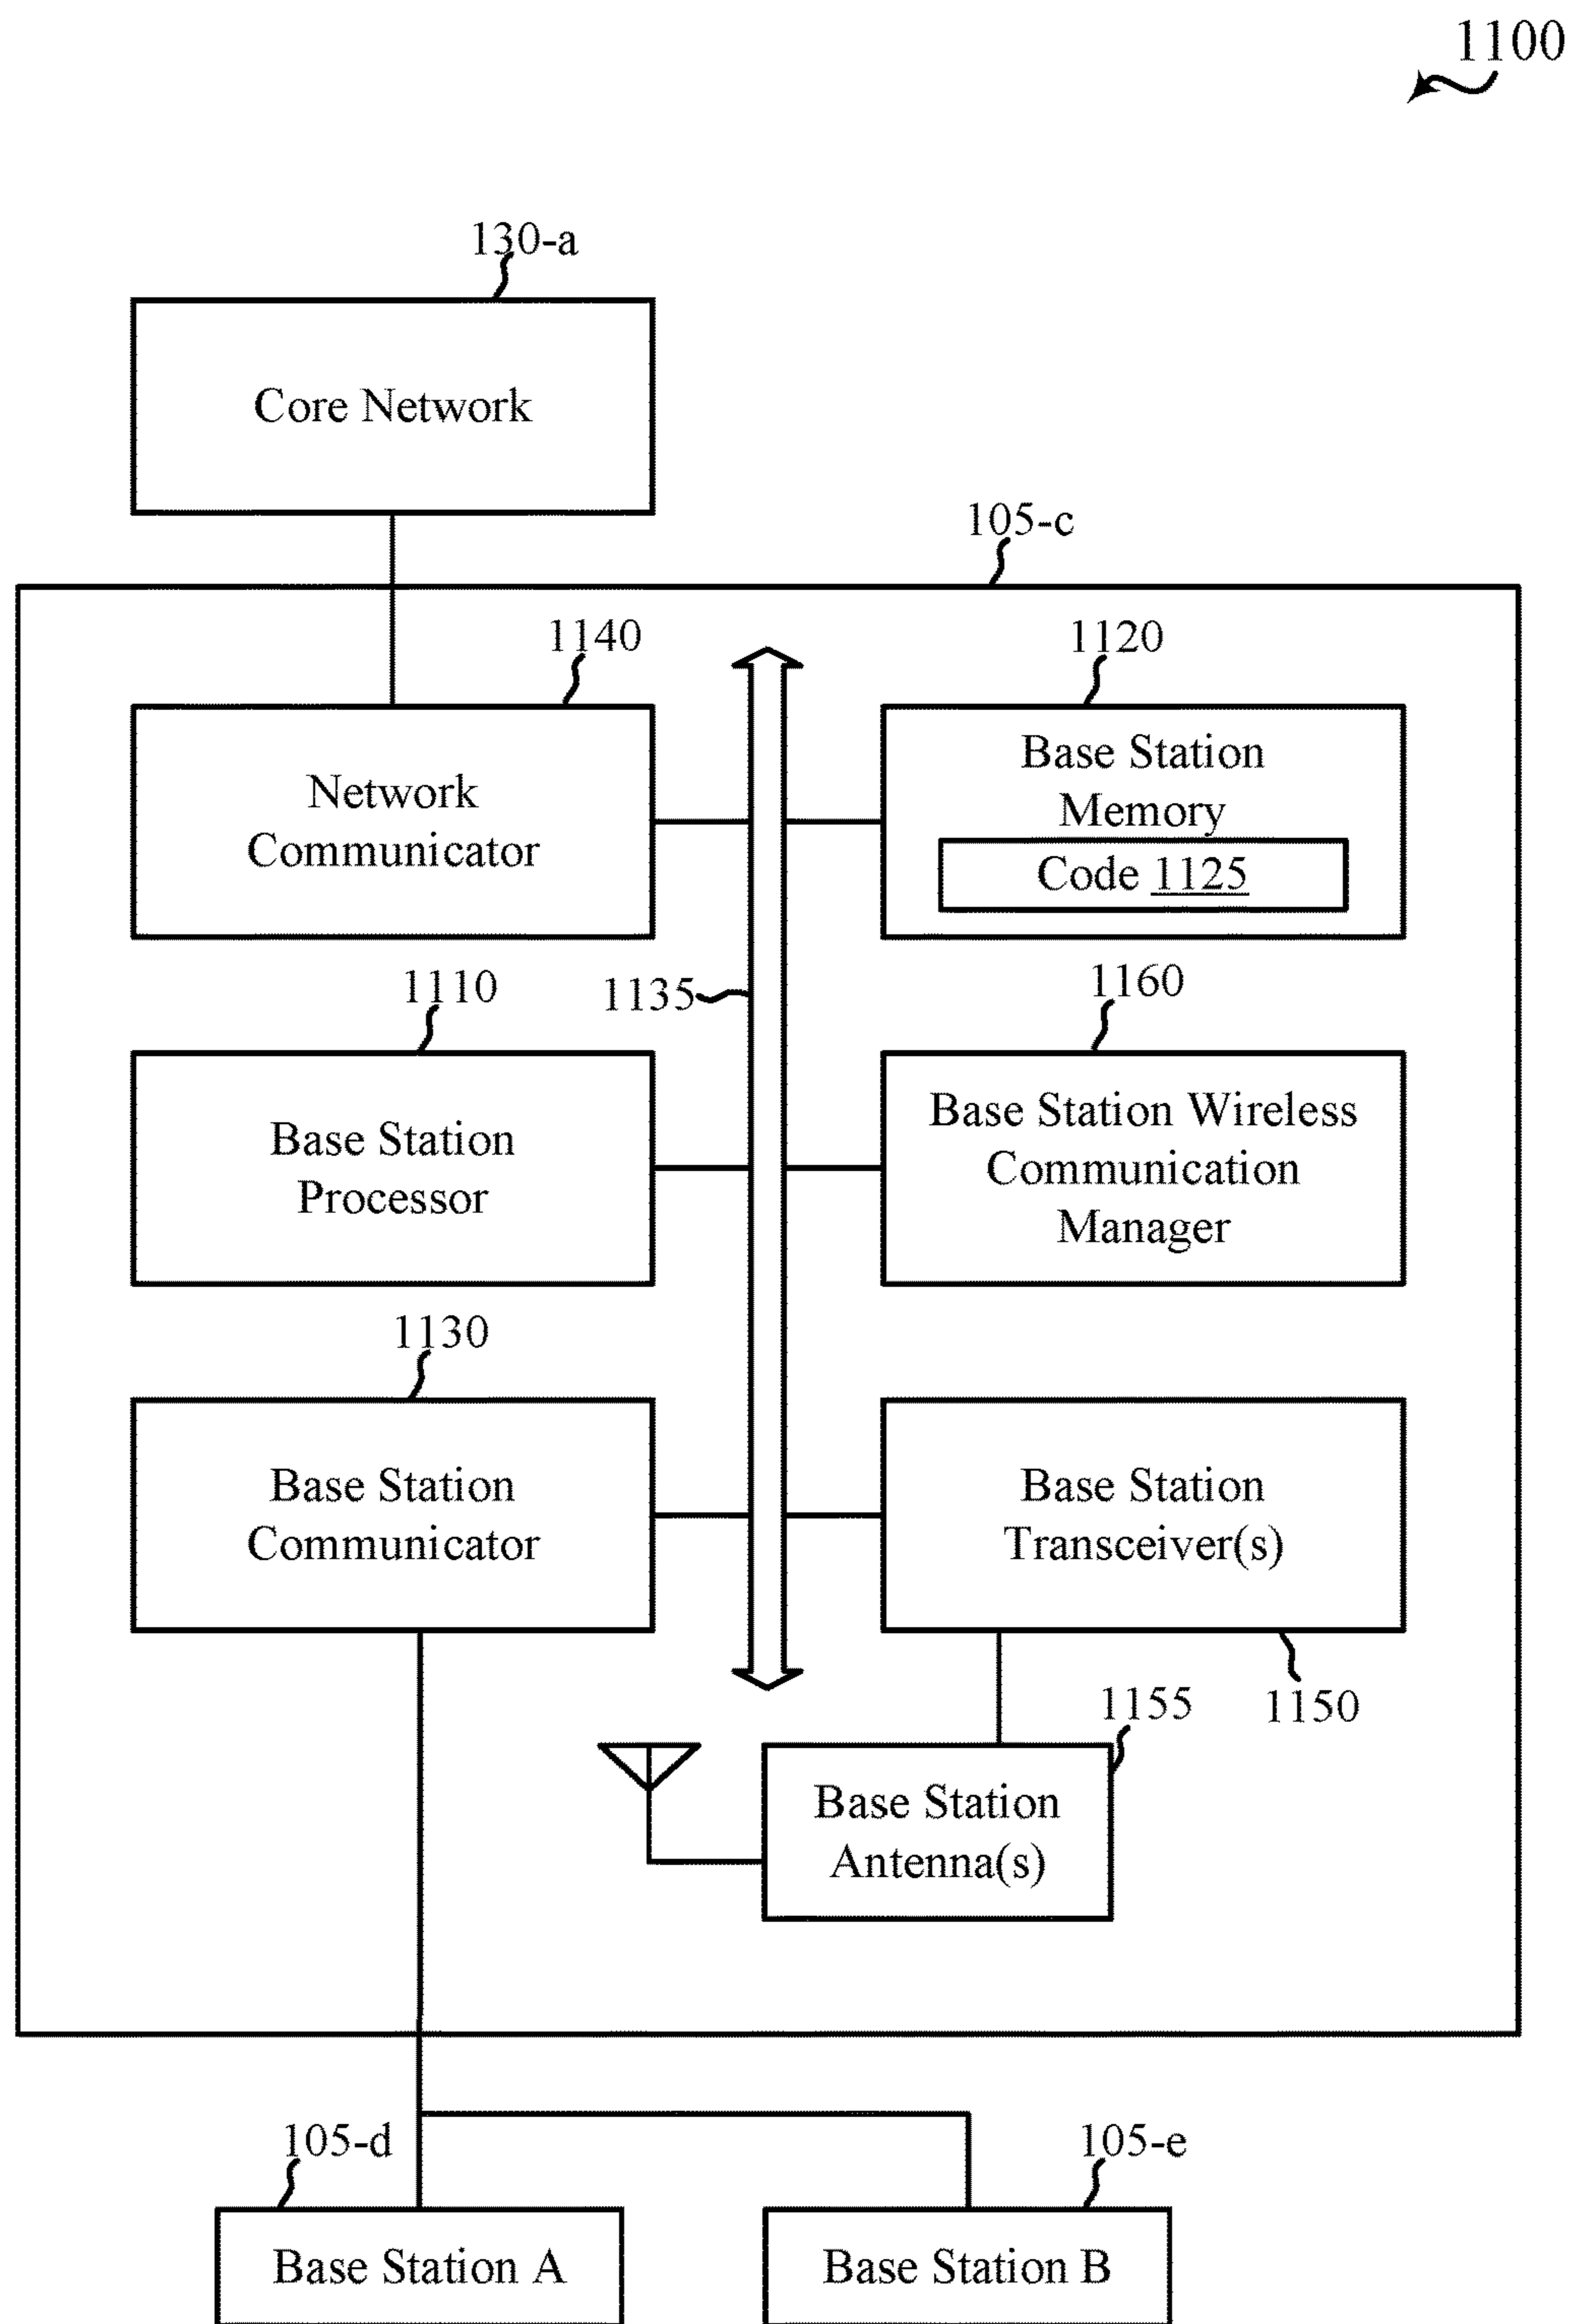 1100
130-a
Core Network
105-c
1140
1120
Network
Communicator
Base Station
Memory
Code 1125
1110
1135
1160
Base Station
Processor
Base Station Wireless
Communication
Manager
1130
Base Station
Communicator
Base Station
Transceiver(s)
1150
1155
Base Station
Antenna(s)
105-d
105-e
Base Station A
Base Station B